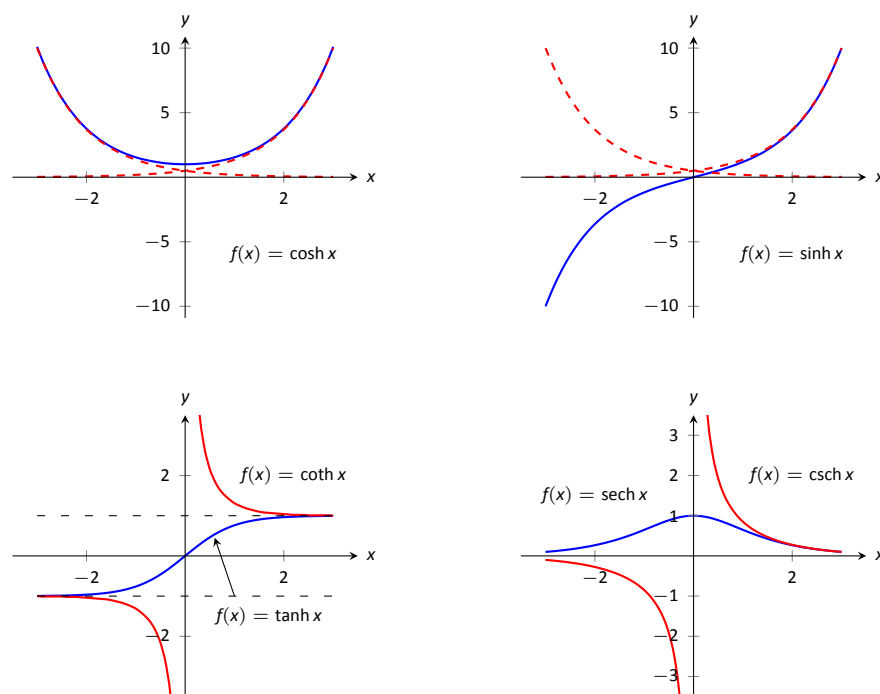 y
10
5
−2
2
x
−5
f(x) = cosh x
−10
y
10
5
−2
2
x
−5
f(x) = sinh x
−10
y
2
f(x) = coth x
−2
2
x
f(x) = tanh x
−2
y
3
2
f(x) = csch x
f(x) = sech x
1
−2
2
x
−1
−2
−3